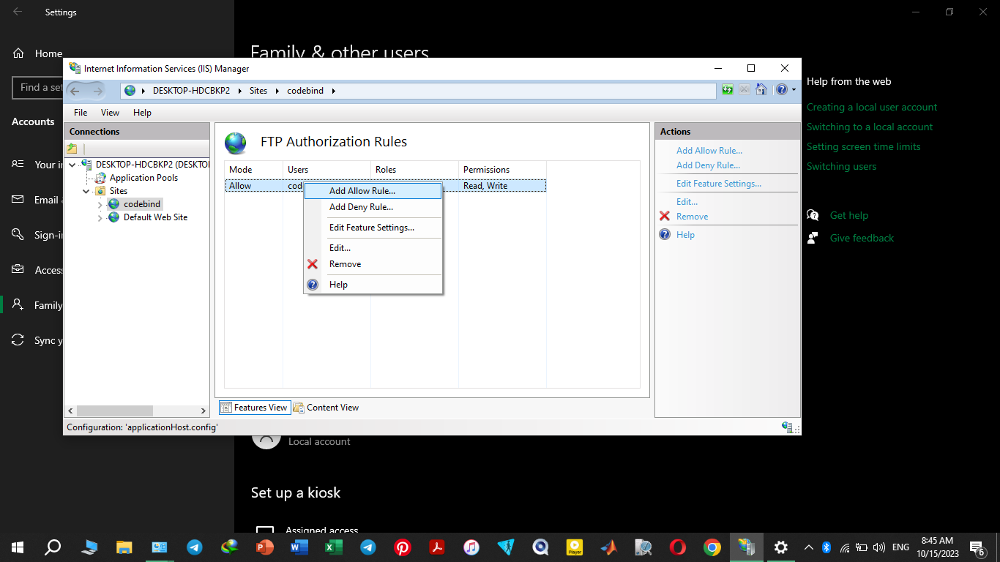 Settings
Home
Find a se
Accounts
Your i
Email
Sign-i
Acces
Family
Sync y
Family & other users
Internet Information Services (IIS) Manager
DESKTOP-HDCBKP2
Sites
codebind
File
View
Help
Connections
DESKTOP-HDCBKP2 (DESKTO
Application Pools
Sites
codebind
Default Web Site
FTP Authorization Rules
Mode Users Roles Permissions
Allow cod Read, Write
Add Allow Rule...
Add Deny Rule...
Edit Feature Settings...
Edit...
Remove
Help
Features View
Content View
Actions
Add Allow Rule...
Add Deny Rule...
Edit Feature Settings...
Edit...
Remove
Help
Configuration: 'applicationHost.config'
Help from the web
Creating a local user account
Switching to a local account
Setting screen time limits
Switching users
Get help
Give feedback
Local account
Set up a kiosk
Assigned access
Player
ENG
8:45 AM
10/15/2023
6